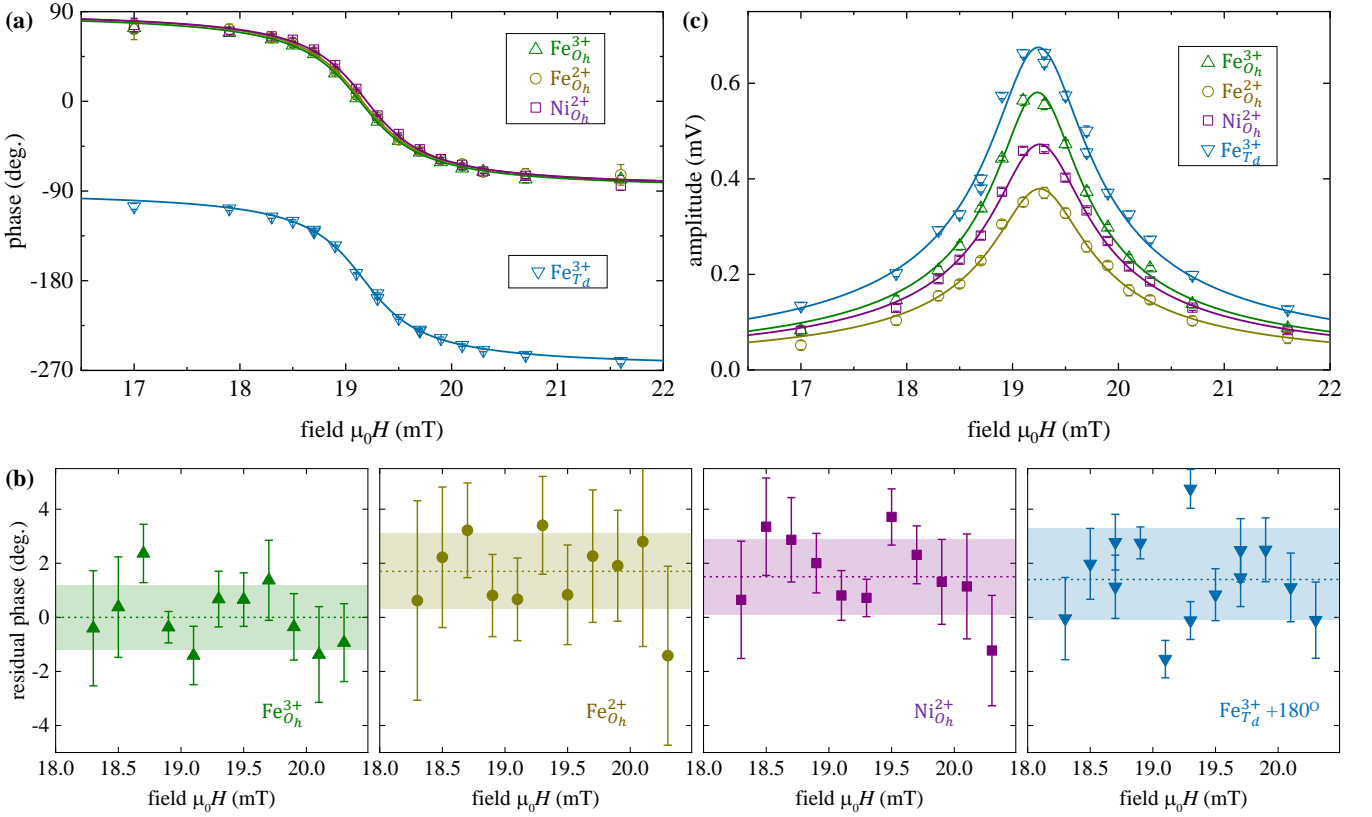 (a)
90
0
-90
-180
-270
phase (deg.)
Fe³⁺Oₕ
Fe²⁺Oₕ
Ni²⁺Oₕ
Fe³⁺T_d
17 18 19 20 21 22
field μ₀H (mT)
(c)
0.6
0.4
0.2
0.0
amplitude (mV)
Fe³⁺Oₕ
Fe²⁺Oₕ
Ni²⁺Oₕ
Fe³⁺T_d
17 18 19 20 21 22
field μ₀H (mT)
(b)
4
2
0
-2
-4
residual phase (deg.)
Fe³⁺Oₕ
18.0 18.5 19.0 19.5 20.0
field μ₀H (mT)
Fe²⁺Oₕ
18.0 18.5 19.0 19.5 20.0
field μ₀H (mT)
Ni²⁺Oₕ
18.0 18.5 19.0 19.5 20.0
field μ₀H (mT)
Fe³⁺T_d +180ᴼ
18.0 18.5 19.0 19.5 20.0
field μ₀H (mT)